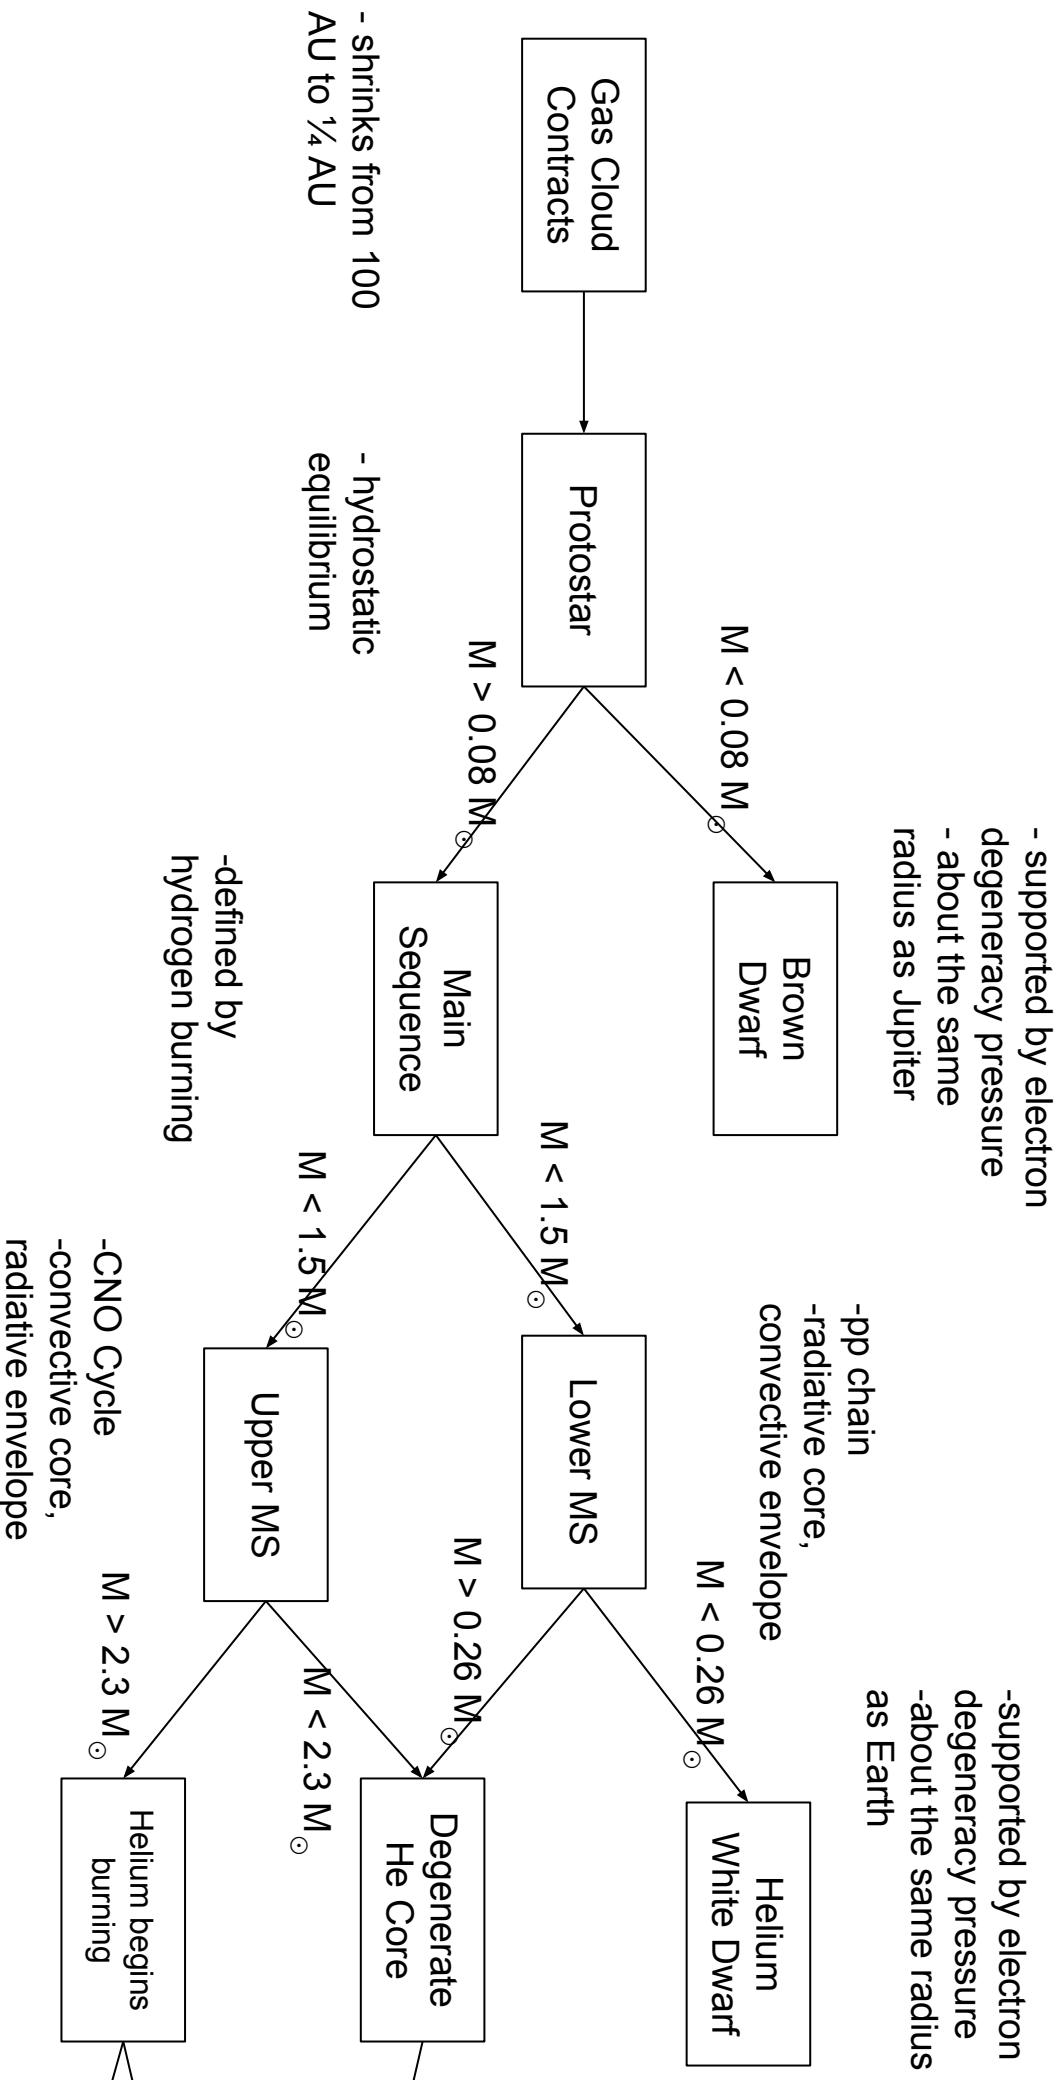 Gas Cloud
Contracts
- shrinks from 100
AU to ¼ AU
Protostar
- hydrostatic
equilibrium
M < 0.08 M☉
M > 0.08 M☉
- supported by electron
degeneracy pressure
- about the same
radius as Jupiter
Brown
Dwarf
Main
Sequence
-defined by
hydrogen burning
M < 1.5 M☉
M < 1.5 M☉
-pp chain
-radiative core,
convective envelope
Lower MS
Upper MS
-CNO Cycle
-convective core,
radiative envelope
M < 0.26 M☉
M > 0.26 M☉
M < 2.3 M☉
M > 2.3 M☉
-supported by electron
degeneracy pressure
-about the same radius
as Earth
Helium
White Dwarf
Degenerate
He Core
Helium begins
burning